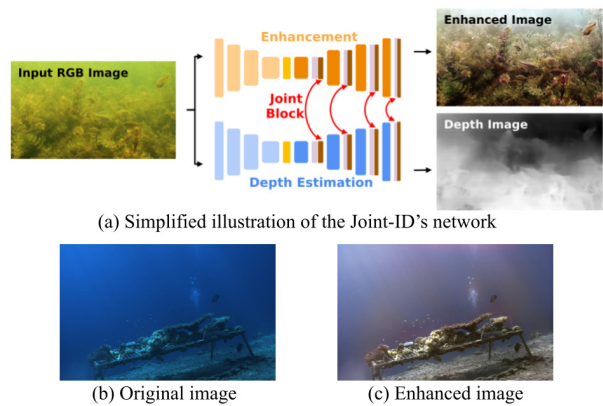 Input RGB Image
Enhancement
Joint
Block
Depth Estimation
Enhanced Image
Depth Image
(a) Simplified illustration of the Joint-ID's network
(b) Original image
(c) Enhanced image